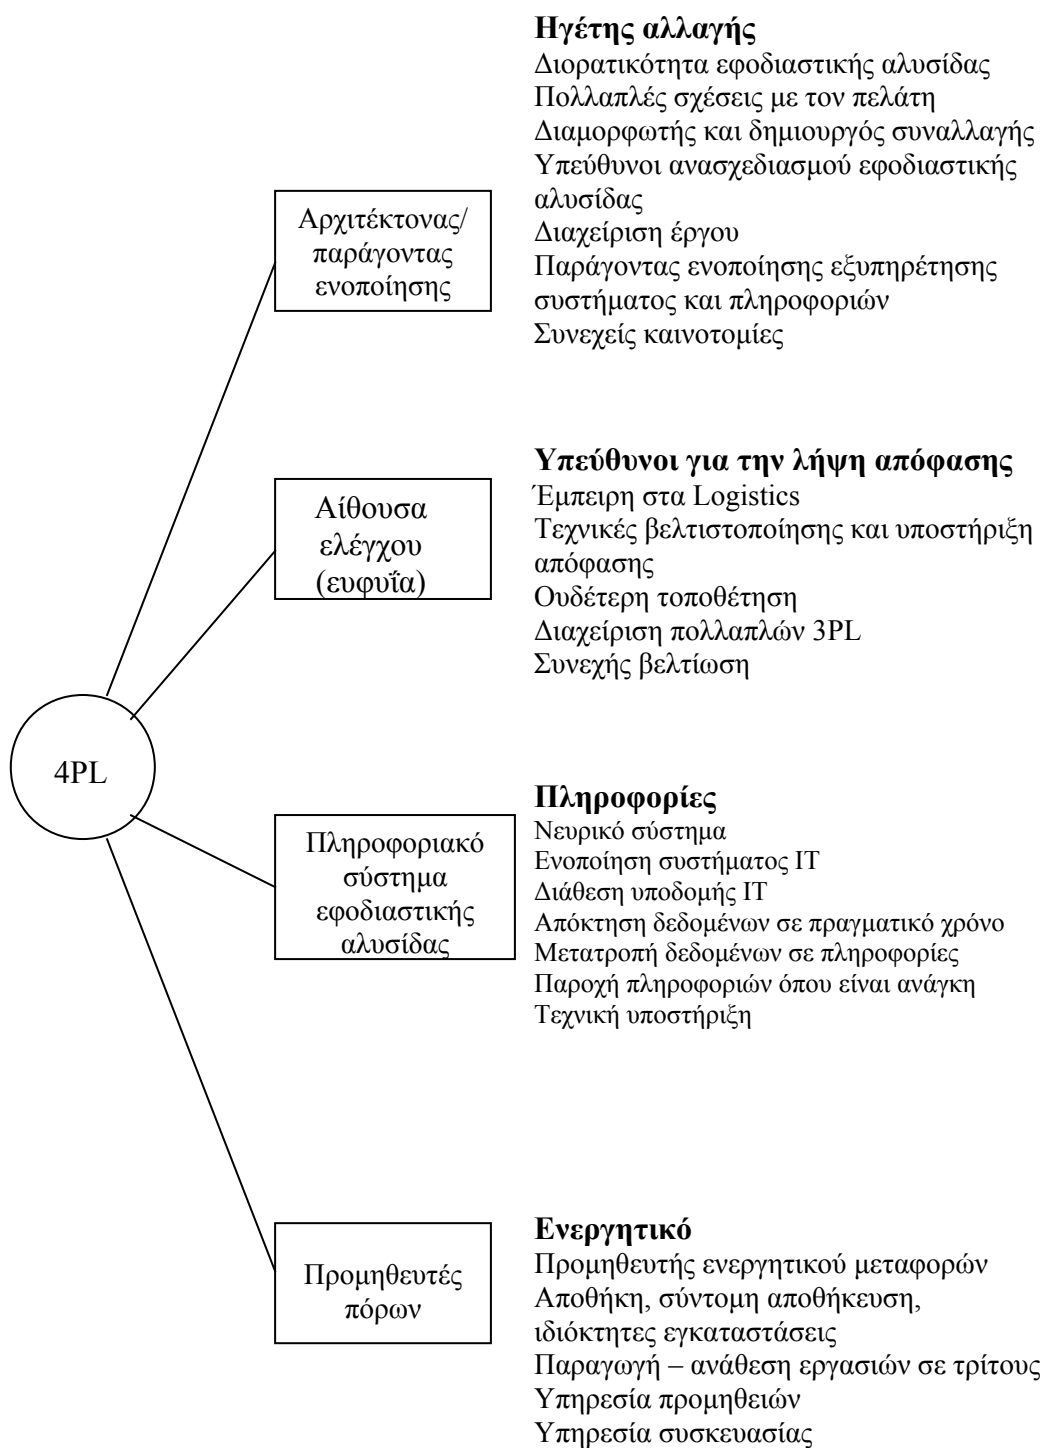 Ηγέτης αλλαγής
Διορατικότητα εφοδιαστικής αλυσίδας
Πολλαπλές σχέσεις με τον πελάτη
Διαμορφωτής και δημιουργός συναλλαγής
Υπεύθυνοι ανασχεδιασμού εφοδιαστικής
αλυσίδας
Διαχείριση έργου
Παράγοντας ενοποίησης εξυπηρέτησης
συστήματος και πληροφοριών
Συνεχείς καινοτομίες
Αρχιτέκτονας/
παράγοντας
ενοποίησης
Υπεύθυνοι για την λήψη απόφασης
Έμπειρη στα Logistics
Τεχνικές βελτιστοποίησης και υποστήριξη
απόφασης
Ουδέτερη τοποθέτηση
Διαχείριση πολλαπλών 3PL
Συνεχής βελτίωση
Αίθουσα
ελέγχου
(ευφυΐα)
4PL
Πληροφορίες
Νευρικό σύστημα
Ενοποίηση συστήματος IT
Διάθεση υποδομής IT
Απόκτηση δεδομένων σε πραγματικό χρόνο
Μετατροπή δεδομένων σε πληροφορίες
Παροχή πληροφοριών όπου είναι ανάγκη
Τεχνική υποστήριξη
Πληροφοριακό
σύστημα
εφοδιαστικής
αλυσίδας
Ενεργητικό
Προμηθευτής ενεργητικού μεταφορών
Αποθήκη, σύντομη αποθήκευση,
ιδιόκτητες εγκαταστάσεις
Παραγωγή – ανάθεση εργασιών σε τρίτους
Υπηρεσία προμηθειών
Υπηρεσία συσκευασίας
Προμηθευτές
πόρων